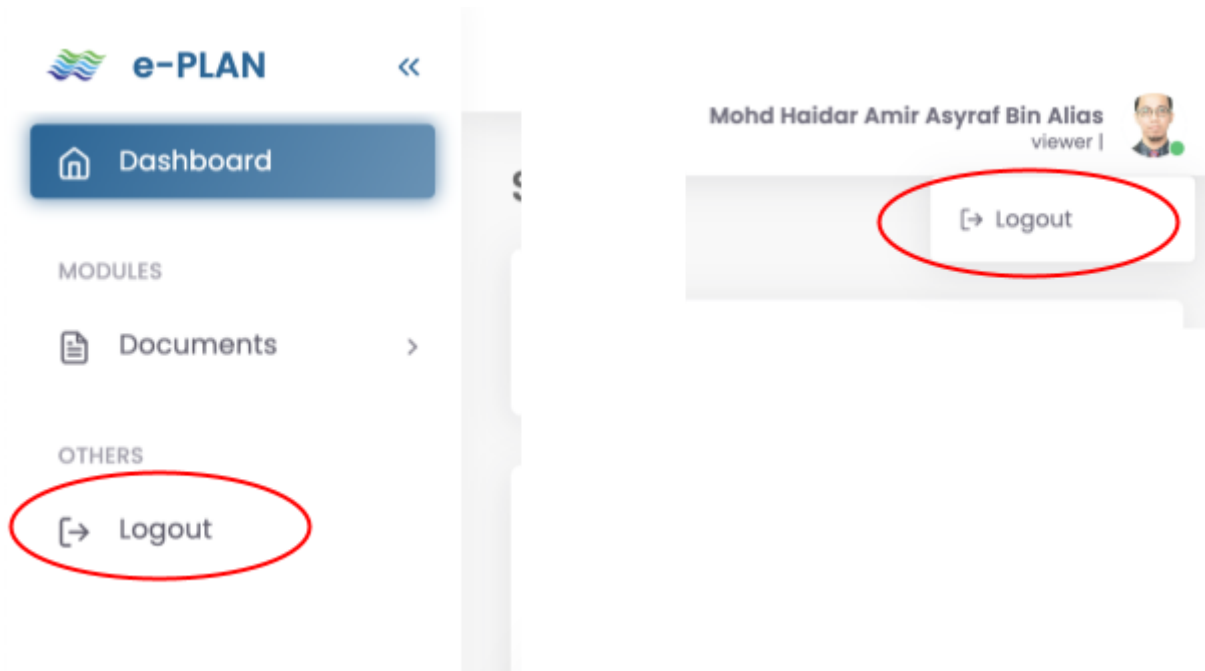 e-PLAN
Dashboard
MODULES
Documents
OTHERS
Logout
Mohd Haidar Amir Asyraf Bin Alias
viewer |
Logout